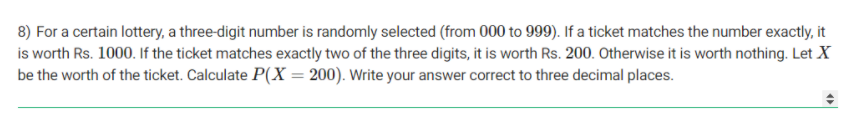 8) For a certain lottery, a three-digit number is randomly selected (from 000 to 999). If a ticket matches the number exactly, it
is worth Rs. 1000. If the ticket matches exactly two of the three digits, it is worth Rs. 200. Otherwise it is worth nothing. Let X
be the worth of the ticket. Calculate P(X = 200). Write your answer correct to three decimal places.